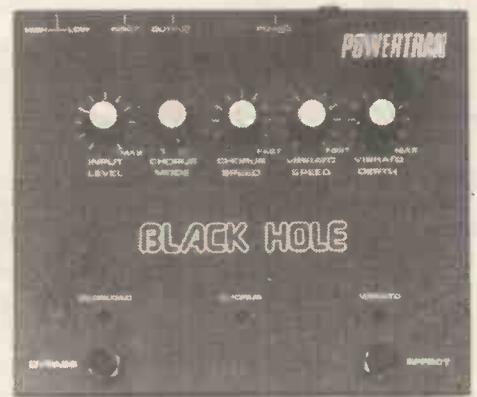 HIGH LOW INPUT OUTPUT POWER
POWERTRAN
MAX FAST FAST MAX
INPUT LEVEL CHORUS MODE CHORUS SPEED VIBRATO SPEED VIBRATO DEPTH
BLACK HOLE
OVERLOAD CHORUS VIBRATO
BYPASS EFFECT